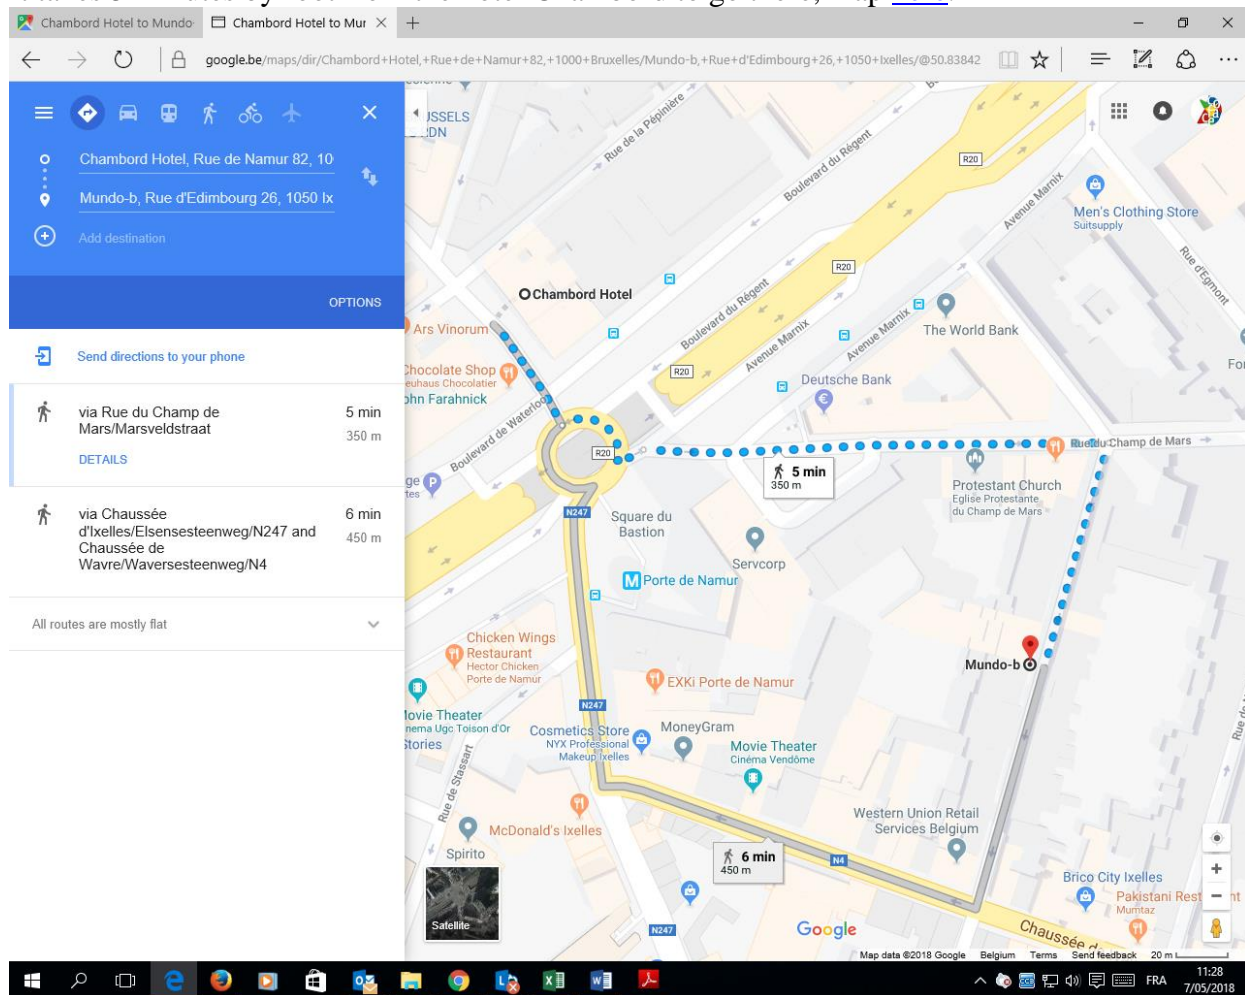 Chambord Hotel to Mundo
Chambord Hotel to Mur
google.be/maps/dir/Chambord+Hotel,+Rue+de+Namur+82,+1000+Bruxelles/Mundo-b,+Rue+d'Edimbourg+26,+1050+Ixelles/@50.83842
Chambord Hotel, Rue de Namur 82, 10
Mundo-b, Rue d'Edimbourg 26, 1050 Ix
Add destination
OPTIONS
Send directions to your phone
via Rue du Champ de
Mars/Marsveldstraat
5 min
350 m
DETAILS
via Chaussée
d'Ixelles/Elsensesteenweg/N247 and
Chaussée de
Wavre/Waversesteenweg/N4
6 min
450 m
All routes are mostly flat
Rue de la Pépinière
Boulevard du Régent
R20
Avenue Marnix
Men's Clothing Store
Suitsupply
Rue d'Egmont
R20
Chambord Hotel
Boulevard du Régent
Avenue Marnix
Avenue Marnix
The World Bank
Ars Vinorum
R20
Deutsche Bank
Chocolate Shop
Neuhaus Chocolatier
John Farahnick
Boulevard de Waterloo
R20
Rue du Champ de Mars
5 min
350 m
Protestant Church
Eglise Protestante
du Champ de Mars
N247
Square du
Bastion
Servcorp
Porte de Namur
Chicken Wings
Restaurant
Hector Chicken
Porte de Namur
Mundo-b
EXKi Porte de Namur
N247
Movie Theater
Cinema Ugc Toison d'Or
Stories
Cosmetics Store
NYX Professional
Makeup Ixelles
MoneyGram
Movie Theater
Cinéma Vendôme
Rue de Stassart
McDonald's Ixelles
Spirito
Western Union Retail
Services Belgium
6 min
450 m
N4
Brico City Ixelles
Pakistani Rest
Mumtaz
Satellite
N247
Google
Chaussée
Map data ©2018 Google Belgium Terms Send feedback 20 m
FRA
11:28
7/05/2018